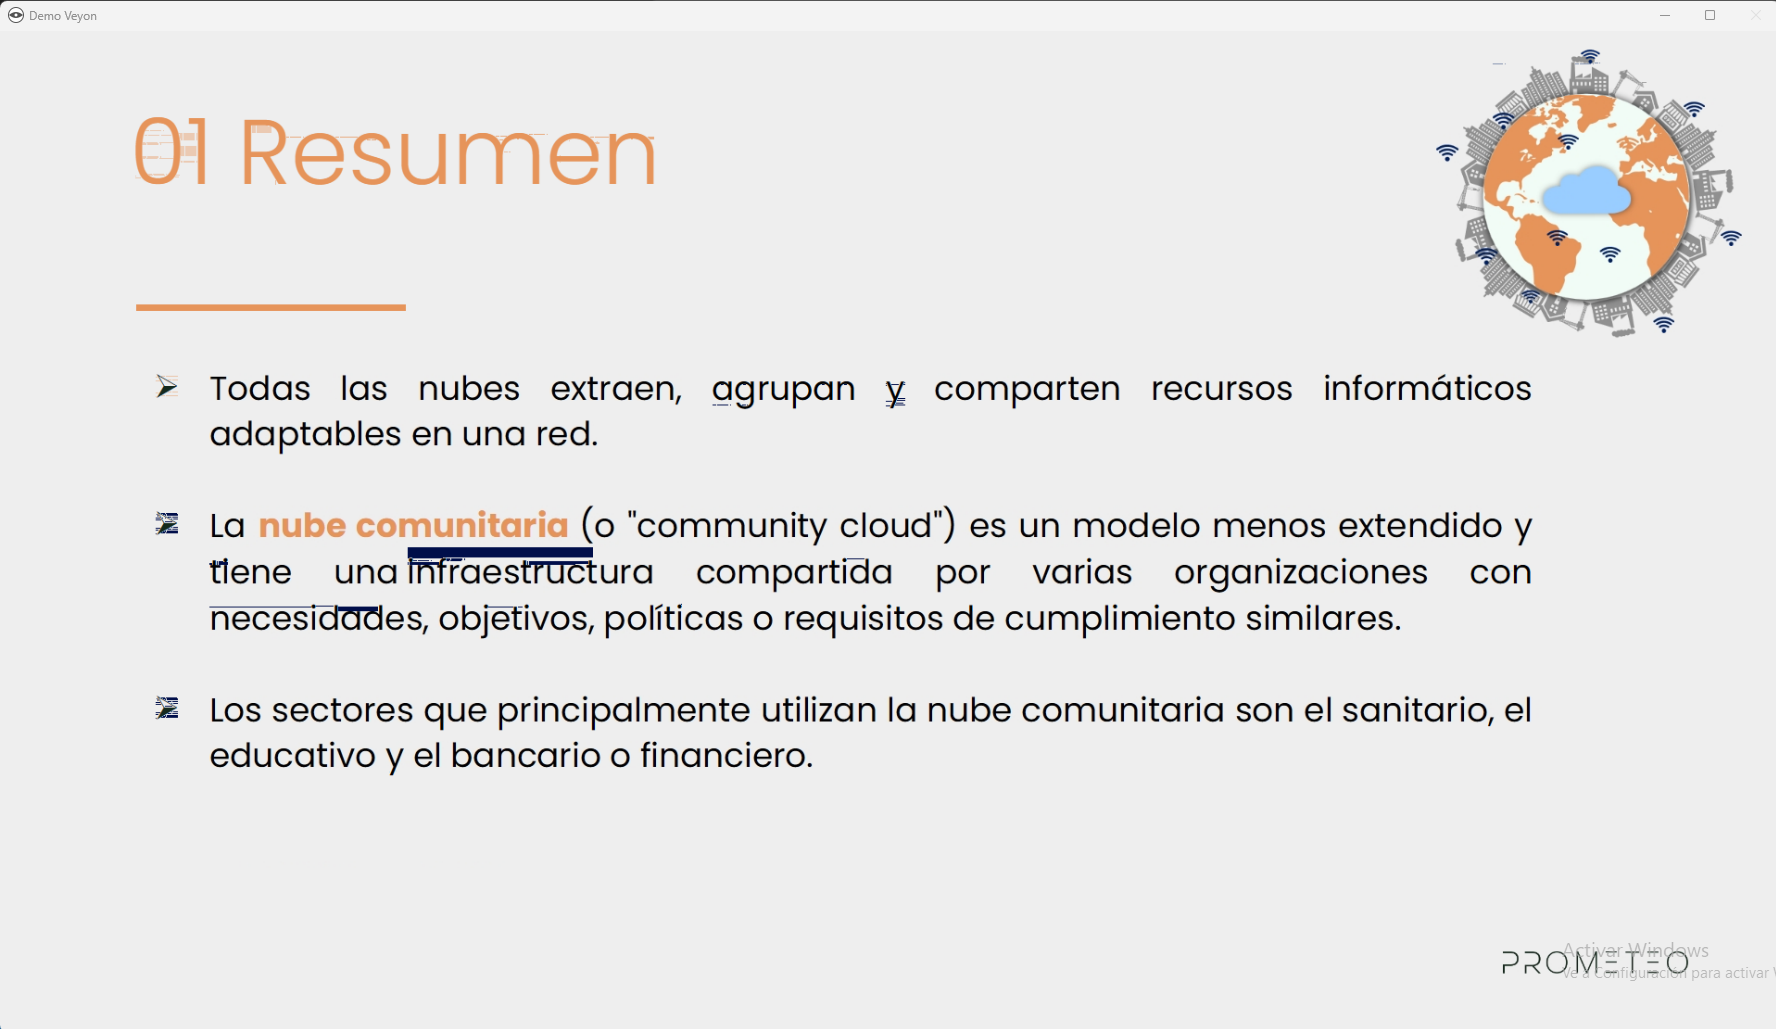 Demo Veyon
01 Resumen
Todas las nubes extraen, agrupan y comparten recursos informáticos
adaptables en una red.
La nube comunitaria (o "community cloud") es un modelo menos extendido y
tiene una infraestructura compartida por varias organizaciones con
necesidades, objetivos, políticas o requisitos de cumplimiento similares.
Los sectores que principalmente utilizan la nube comunitaria son el sanitario, el
educativo y el bancario o financiero.
Activar Windows
PROMETEO
Ve a Configuración para activar